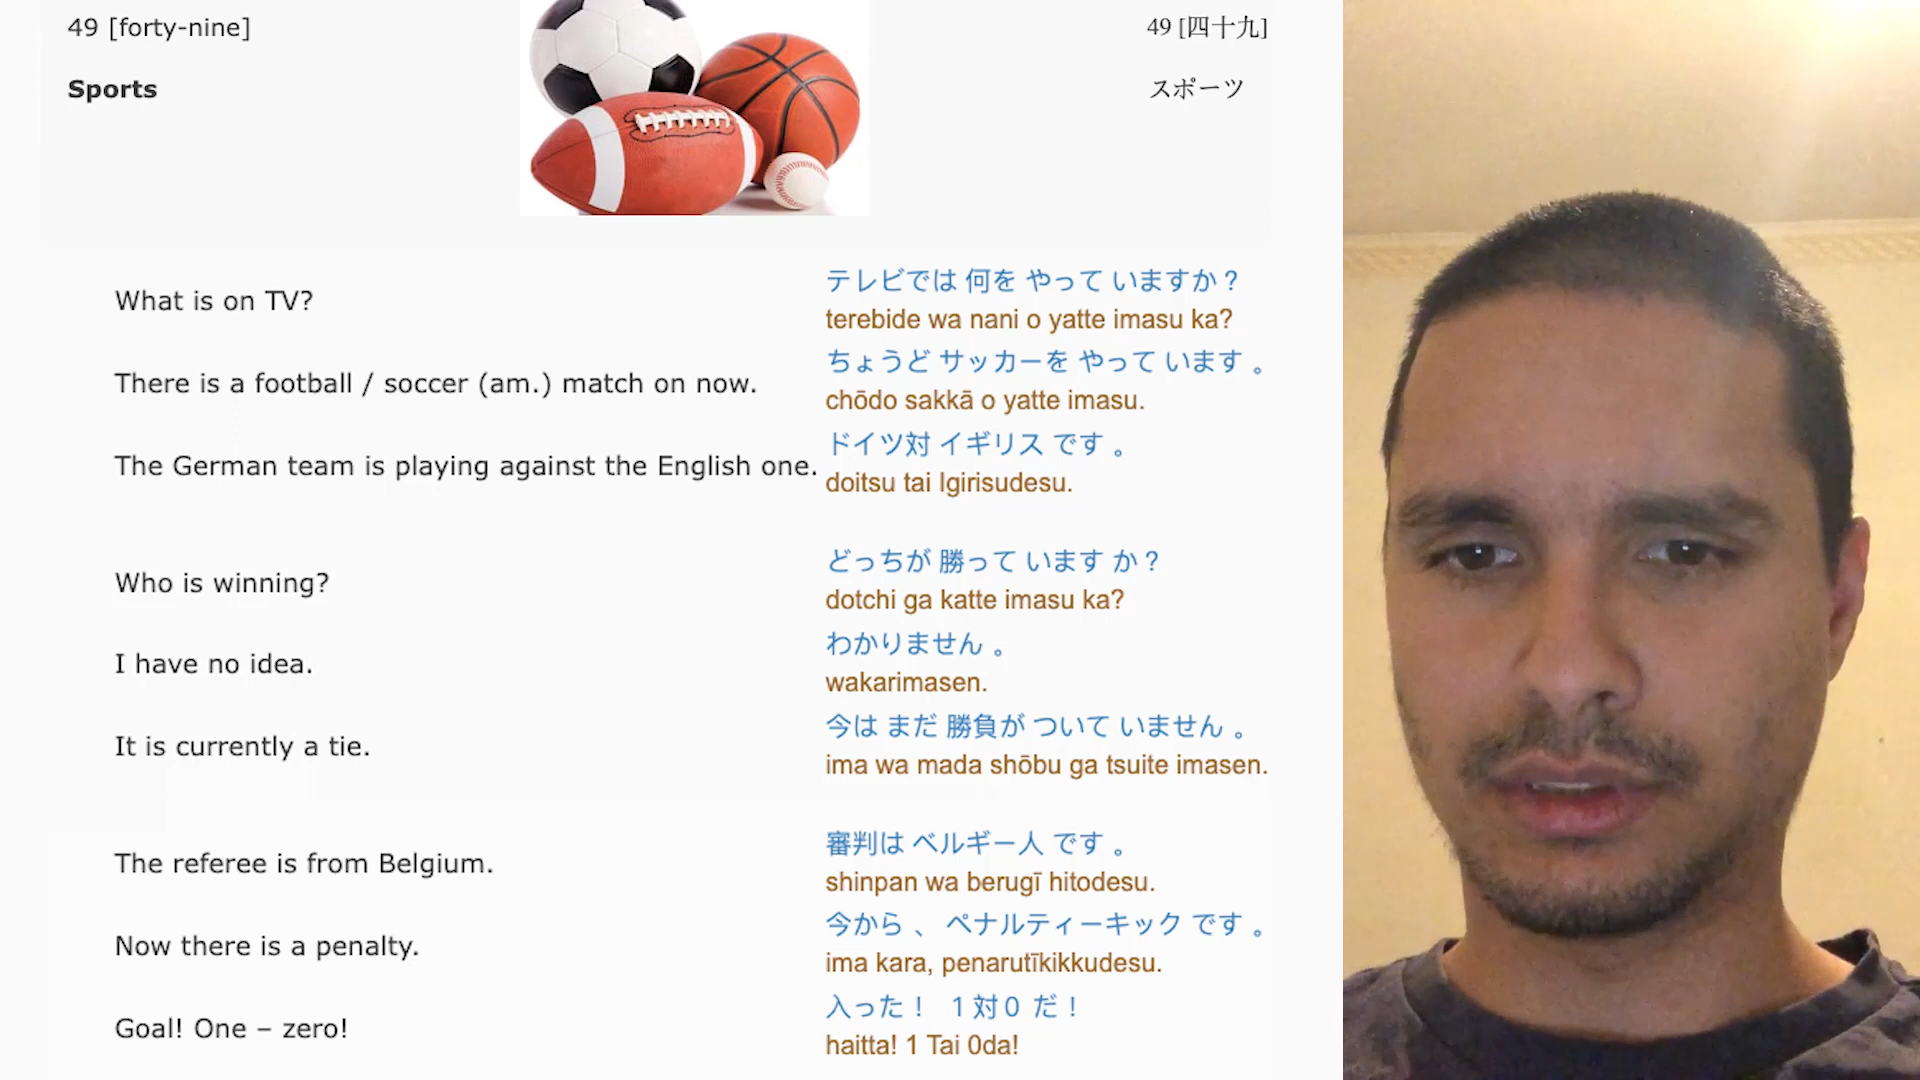 49 [forty-nine]
49 [四十九]
Sports
スポーツ
What is on TV?
テレビでは 何を やって いますか？
terebide wa nani o yatte imasu ka?
There is a football / soccer (am.) match on now.
ちょうど サッカーを やって います 。
chōdo sakkā o yatte imasu.
The German team is playing against the English one.
ドイツ対 イギリス です 。
doitsu tai Igirisudesu.
Who is winning?
どっちが 勝って います か？
dotchi ga katte imasu ka?
I have no idea.
わかりません 。
wakarimasen.
It is currently a tie.
今は まだ 勝負が ついて いません 。
ima wa mada shōbu ga tsuite imasen.
The referee is from Belgium.
審判は ベルギー人 です 。
shinpan wa berugī hitodesu.
Now there is a penalty.
今から 、 ペナルティーキック です 。
ima kara, penarutīkikkudesu.
Goal! One – zero!
入った！ １対０ だ！
haitta! 1 Tai 0da!